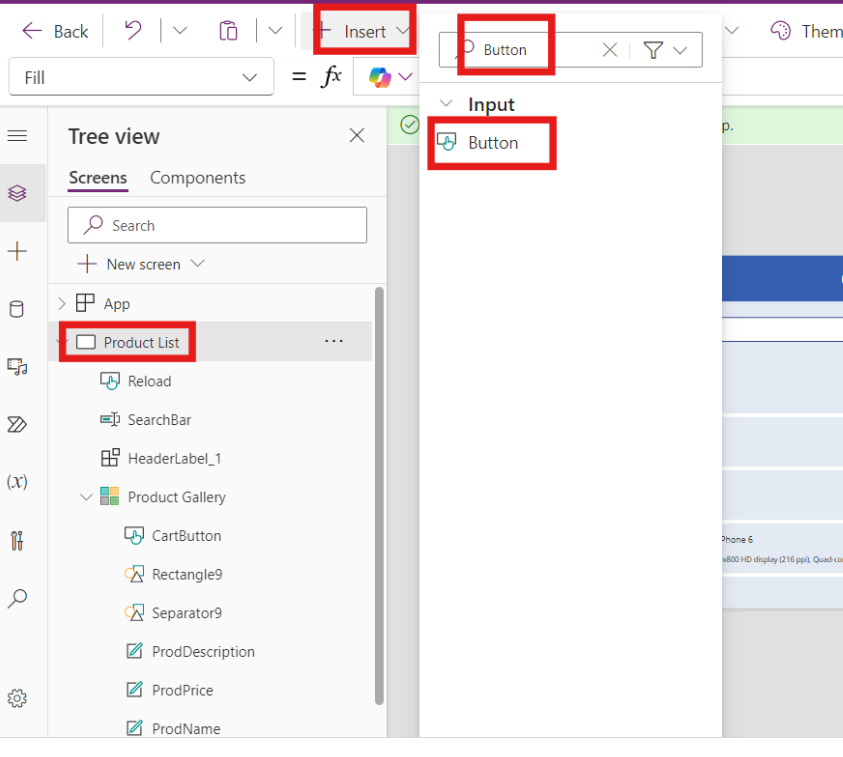 Back
Insert
Button
Them
Fill
= fx
Input
Button
p.
Tree view
Screens Components
Search
New screen
App
Product List
Reload
SearchBar
HeaderLabel_1
(x)
Product Gallery
CartButton
Phone 6
x800 HD display (216 ppi), Quad-co
Rectangle9
Separator9
ProdDescription
ProdPrice
ProdName